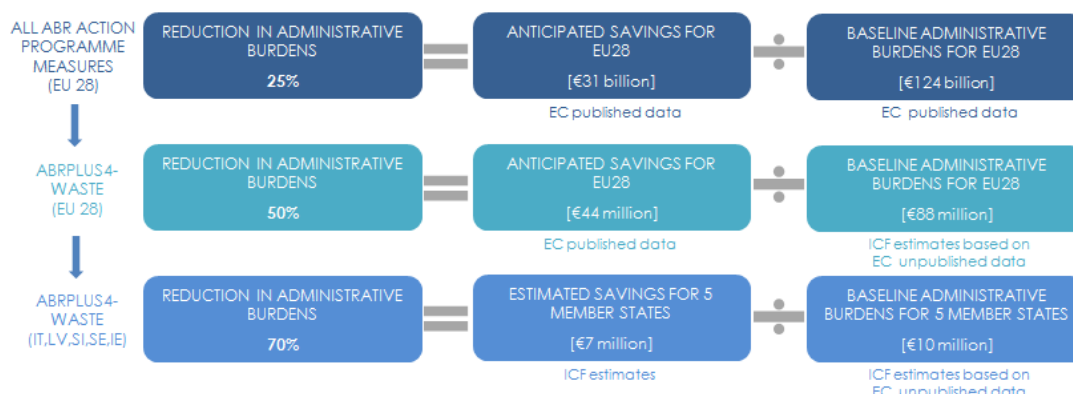 ALL ABR ACTION
PROGRAMME
MEASURES
(EU 28)
REDUCTION IN ADMINISTRATIVE
BURDENS
25%
ANTICIPATED SAVINGS FOR
EU28
[€31 billion]
EC published data
BASELINE ADMINISTRATIVE
BURDENS FOR EU28
[€124 billion]
EC published data
ABRPLUS4-
WASTE
(EU 28)
REDUCTION IN ADMINISTRATIVE
BURDENS
50%
ANTICIPATED SAVINGS FOR
EU28
[€44 million]
EC published data
BASELINE ADMINISTRATIVE
BURDENS FOR EU28
[€88 million]
ICF estimates based on
EC unpublished data
ABRPLUS4-
WASTE
(IT,LV,SI,SE,IE)
REDUCTION IN ADMINISTRATIVE
BURDENS
70%
ESTIMATED SAVINGS FOR 5
MEMBER STATES
[€7 million]
ICF estimates
BASELINE ADMINISTRATIVE
BURDENS FOR 5 MEMBER STATES
[€10 million]
ICF estimates based on
EC unpublished data